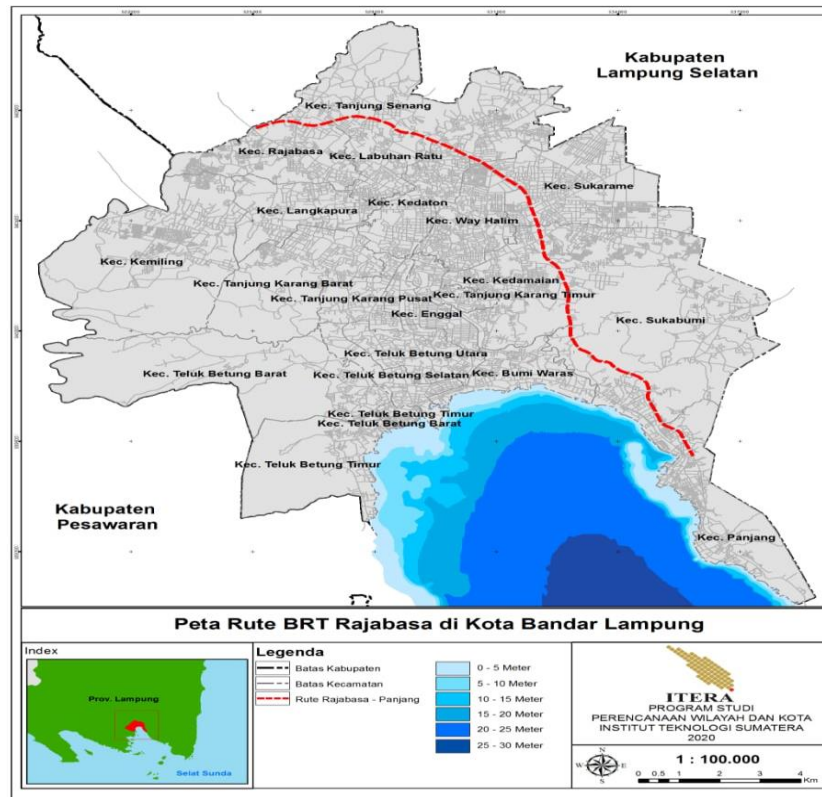 Kabupaten
Lampung Selatan
Kec. Tanjung Senang
Kec. Rajabasa
Kec. Labuhan Ratu
Kec. Sukarame
Kec. Kedaton
Kec. Langkapura
Kec. Way Halim
Kec. Kemiling
Kec. Kedamaian
Kec. Tanjung Karang Barat
Kec. Tanjung Karang Timur
Kec. Tanjung Karang Pusat
Kec. Enggal
Kec. Sukabumi
Kec. Teluk Betung Utara
Kec. Teluk Betung Barat
Kec. Teluk Betung Selatan
Kec. Bumi Waras
Kec. Teluk Betung Timur
Kec. Teluk Betung Barat
Kec. Teluk Betung Timur
Kabupaten
Pesawaran
Kec. Panjang
Peta Rute BRT Rajabasa di Kota Bandar Lampung
Index
Prov. Lampung
Selat Sunda
Legenda
Batas Kabupaten
Batas Kecamatan
Rute Rajabasa - Panjang
0 - 5 Meter
5 - 10 Meter
10 - 15 Meter
15 - 20 Meter
20 - 25 Meter
25 - 30 Meter
ITERA
PROGRAM STUDI
PERENCANAAN WILAYAH DAN KOTA
INSTITUT TEKNOLOGI SUMATERA
2020
N
W E
S
1 : 100.000
0 0.5 1 2 3 4
Km